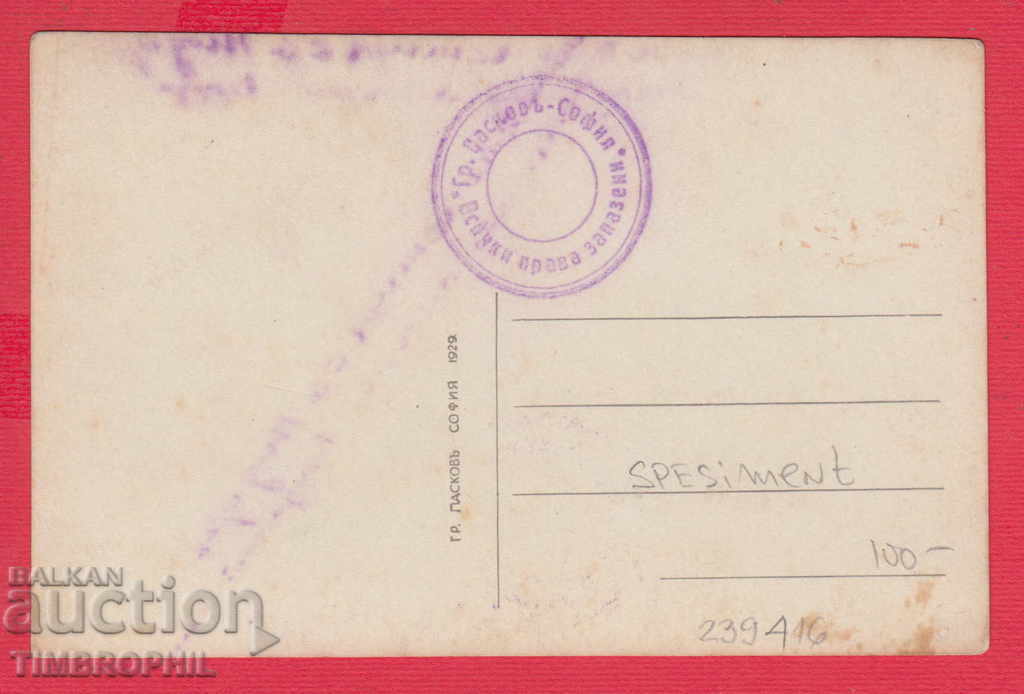 "Гр. Пасковъ-София"
Всички права запазени
ГР. ПАСКОВЪ СОФИЯ 1929.
SPESiMENT
100-
239416
BALKAN
auction
TIMBROPHIL